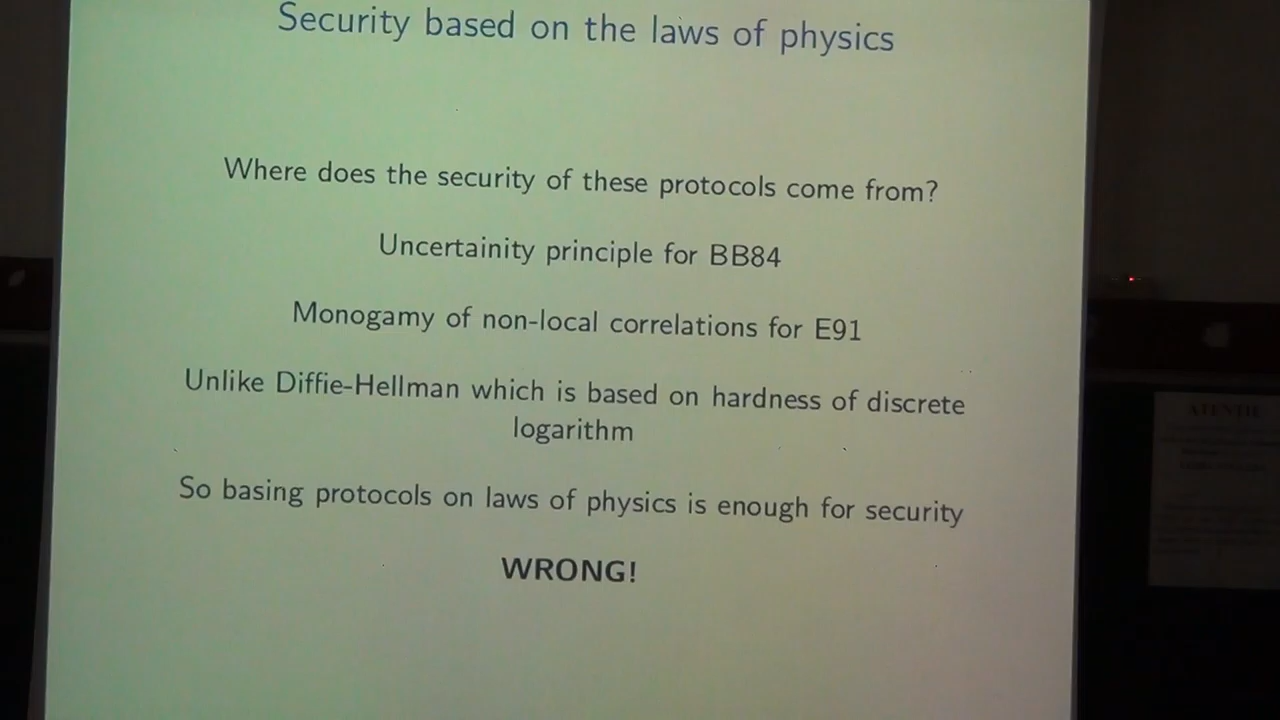 Security based on the laws of physics
Where does the security of these protocols come from?
Uncertainity principle for BB84
Monogamy of non-local correlations for E91
Unlike Diffie-Hellman which is based on hardness of discrete
logarithm
So basing protocols on laws of physics is enough for security
WRONG!
ATENTIE